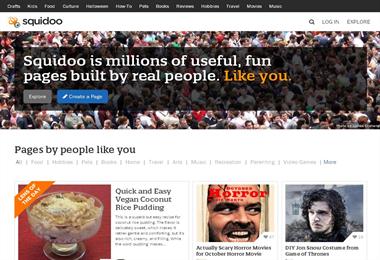 Crafts Kids Food Culture Halloween How-To Pets Books Reviews Hobbies Travel Movies Music
squidoo LOG IN EXPLORE
Squidoo is millions of useful, fun
pages built by real people. Like you.
Explore Create a Page
Pages by people like you
All | Food | Hobbies | Pets | Books | Home | Travel | Arts | Music | Recreation | Parenting | Video Games | More
LENS OF
THE DAY
Quick and Easy
Vegan Coconut
Rice Pudding
This is a super
recipe for coconut rice pudding. The
flavor is
delicately sweet, which makes it
rather gentle and comforting, but it's
also rich, creamy, and filling. While
the word 'pudding' makes...
OCTOBER
Horror
Actually Scary Horror
Movies for October
DIY Jon Snow Costume from
Game of Thrones